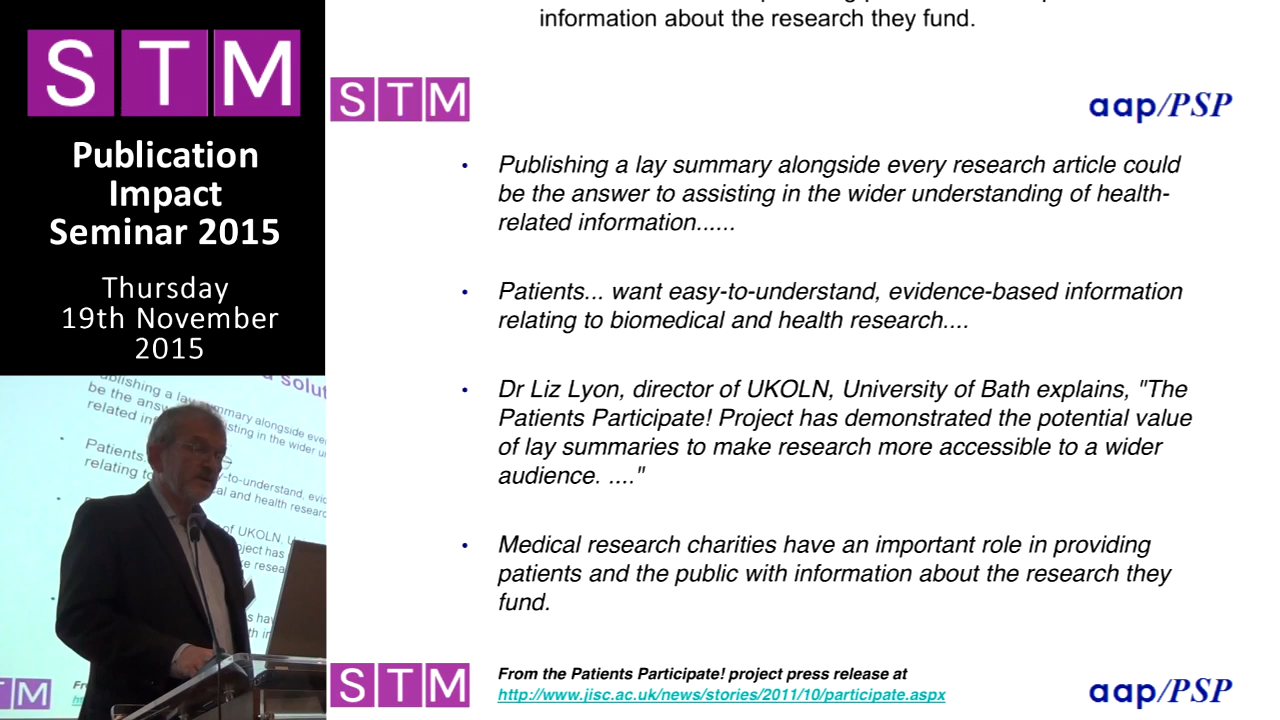 STM
Publication
Impact
Seminar 2015
Thursday
19th November
2015
information about the research they fund.
STM
aap/PSP
• Publishing a lay summary alongside every research article could
be the answer to assisting in the wider understanding of health-
related information......
• Patients... want easy-to-understand, evidence-based information
relating to biomedical and health research....
• Dr Liz Lyon, director of UKOLN, University of Bath explains, "The
Patients Participate! Project has demonstrated the potential value
of lay summaries to make research more accessible to a wider
audience. ...."
• Medical research charities have an important role in providing
patients and the public with information about the research they
fund.
STM
From the Patients Participate! project press release at
http://www.jisc.ac.uk/news/stories/2011/10/participate.aspx
aap/PSP